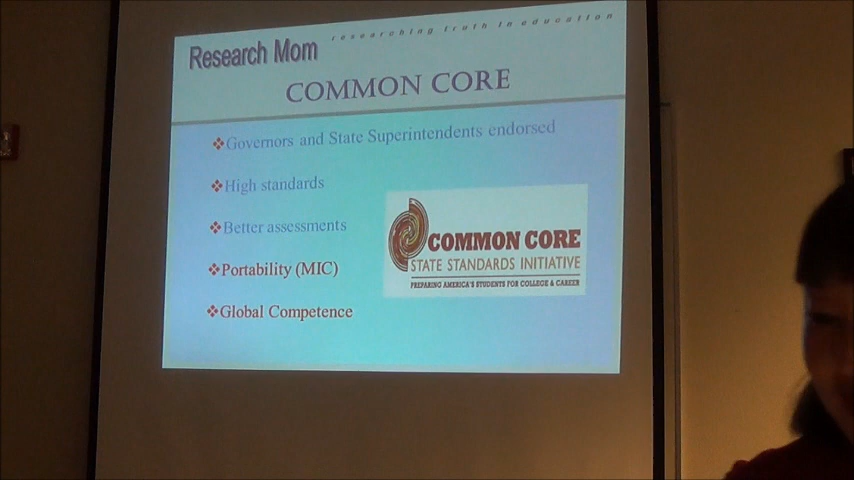 researching truth in education
Research Mom
COMMON CORE
❖Governors and State Superintendents endorsed
❖High standards
❖Better assessments
❖Portability (MIC)
❖Global Competence
COMMON CORE
STATE STANDARDS INITIATIVE
PREPARING AMERICA'S STUDENTS FOR COLLEGE & CAREER